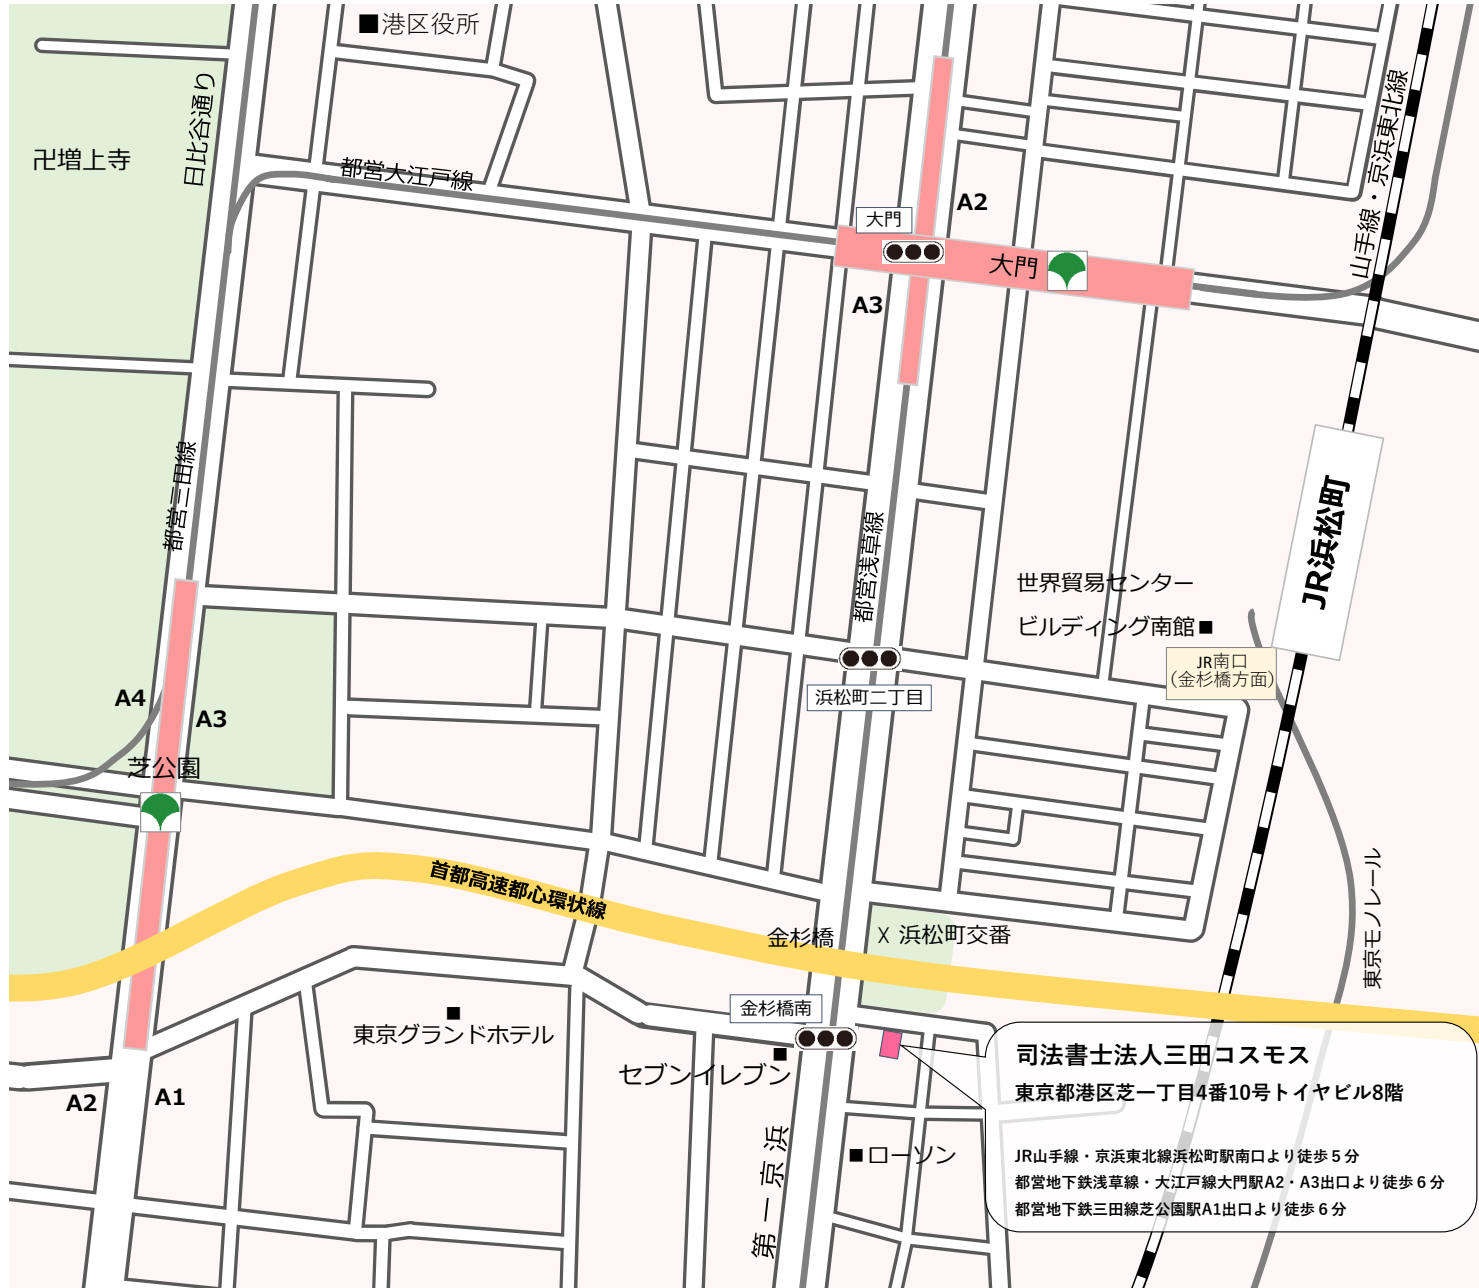 ■港区役所
日比谷通り
卍増上寺
都営大江戸線
山手線・京浜東北線
A2
大門
大門
A3
JR浜松町
都営三田線
都営浅草線
世界貿易センター
ビルディング南館■
JR南口
(金杉橋方面)
A4
A3
浜松町二丁目
芝公園
首都高速都心環状線
東京モノレール
金杉橋
X 浜松町交番
金杉橋南
東京グランドホテル
セブンイレブン
A2
A1
第一京浜
■ローソン
司法書士法人三田コスモス
東京都港区芝一丁目4番10号トイヤビル8階
JR山手線・京浜東北線浜松町駅南口より徒歩5分
都営地下鉄浅草線・大江戸線大門駅A2・A3出口より徒歩6分
都営地下鉄三田線芝公園駅A1出口より徒歩6分